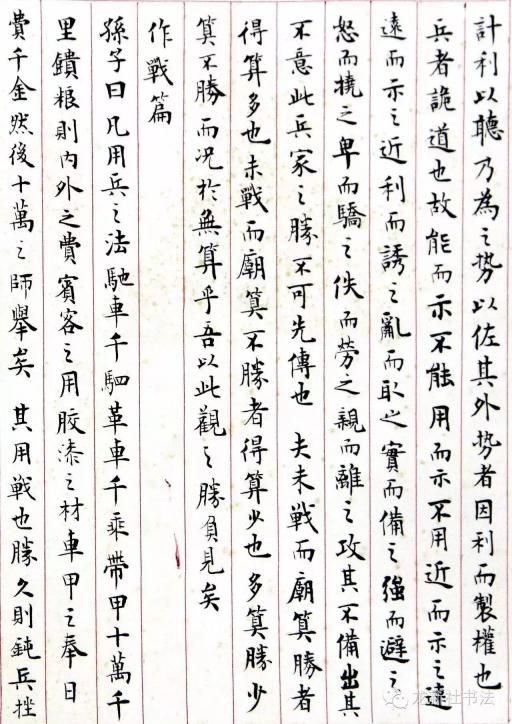 計利以聽乃為之勢以佐其外勢者因利而製權也
兵者詭道也故能而示不能用而示不用近而示之遠
遠而示之近利而誘之亂而取之實而備之強而避之
怒而撓之卑而驕之佚而勞之親而離之攻其不備出其
不意此兵家之勝不可先傳也 夫未戰而廟算勝者
得算多也未戰而廟算不勝者得算少也多算勝少
算不勝而況於無算乎吾以此觀之勝負見矣
作戰篇
孫子曰凡用兵之法馳車千駟革車千乘帶甲十萬千
里饋粮則內外之費賓客之用膠漆之材車甲之奉日
費千金然後十萬之師舉矣 其用戰也勝久則鈍兵挫